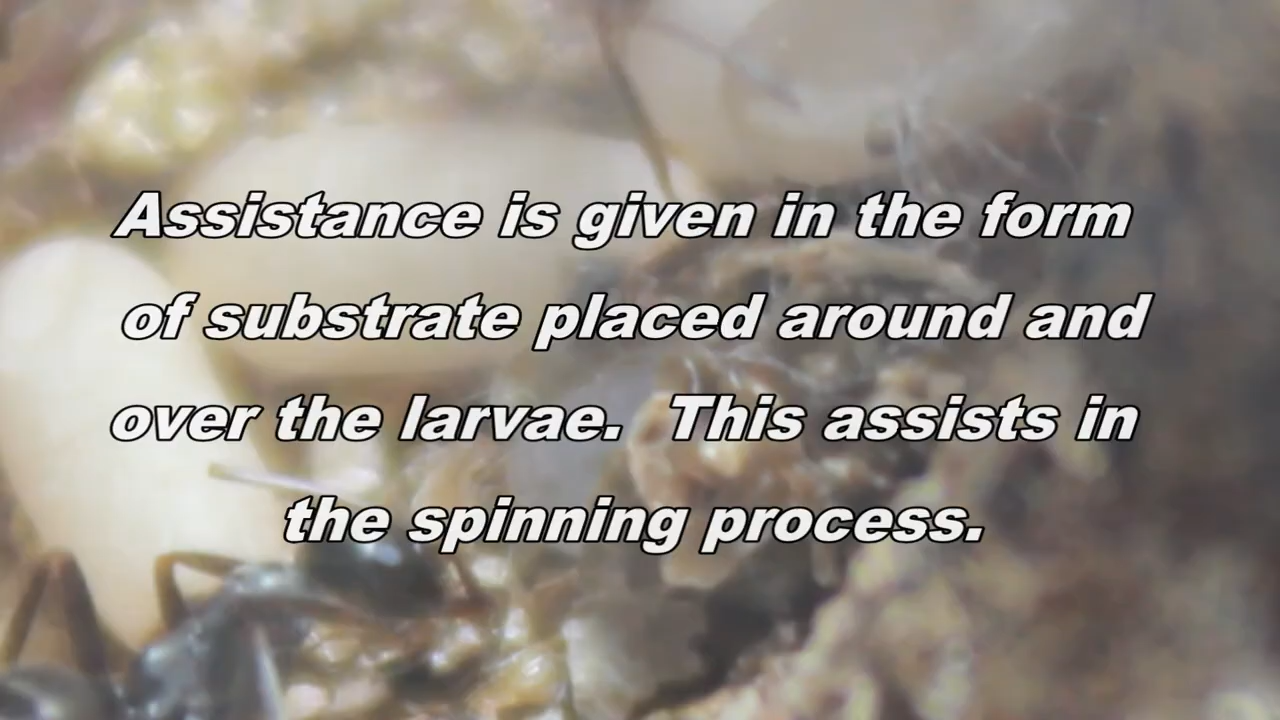 Assistance is given in the form
of substrate placed around and
over the larvae.  This assists in
the spinning process.